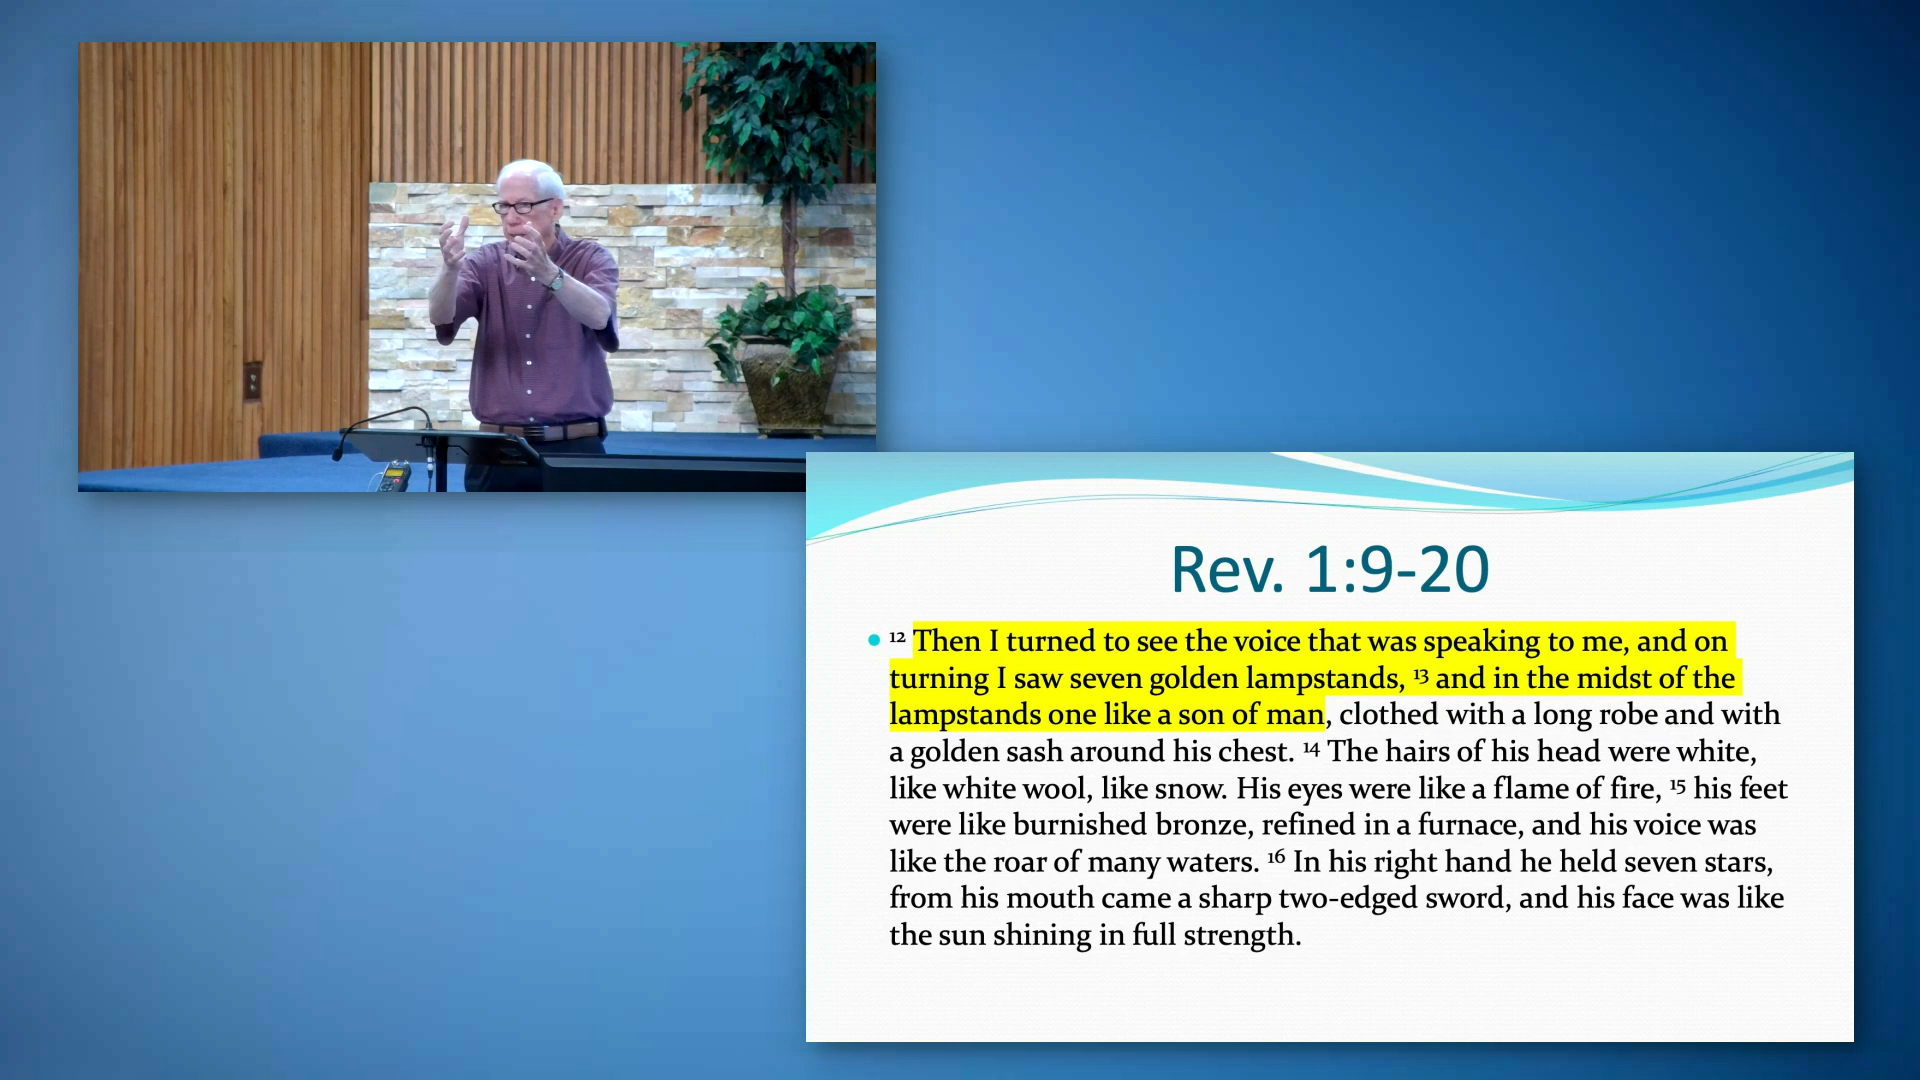 Rev. 1:9-20
• ¹² Then I turned to see the voice that was speaking to me, and on
turning I saw seven golden lampstands, ¹³ and in the midst of the
lampstands one like a son of man, clothed with a long robe and with
a golden sash around his chest. ¹⁴ The hairs of his head were white,
like white wool, like snow. His eyes were like a flame of fire, ¹⁵ his feet
were like burnished bronze, refined in a furnace, and his voice was
like the roar of many waters. ¹⁶ In his right hand he held seven stars,
from his mouth came a sharp two-edged sword, and his face was like
the sun shining in full strength.